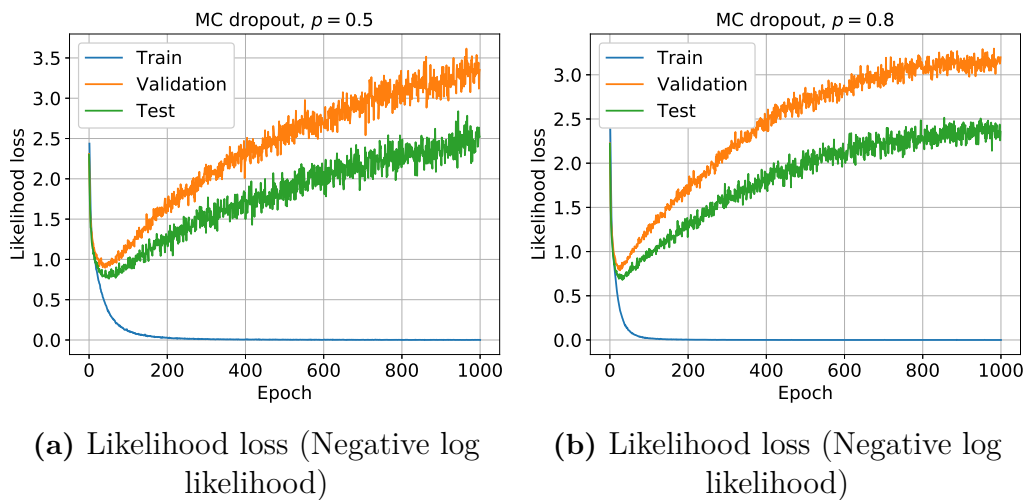 MC dropout, p = 0.5
Train
Validation
Test
Likelihood loss
3.5
3.0
2.5
2.0
1.5
1.0
0.5
0.0
0 200 400 600 800 1000
Epoch
(a) Likelihood loss (Negative log
likelihood)
MC dropout, p = 0.8
Train
Validation
Test
Likelihood loss
3.0
2.5
2.0
1.5
1.0
0.5
0.0
0 200 400 600 800 1000
Epoch
(b) Likelihood loss (Negative log
likelihood)